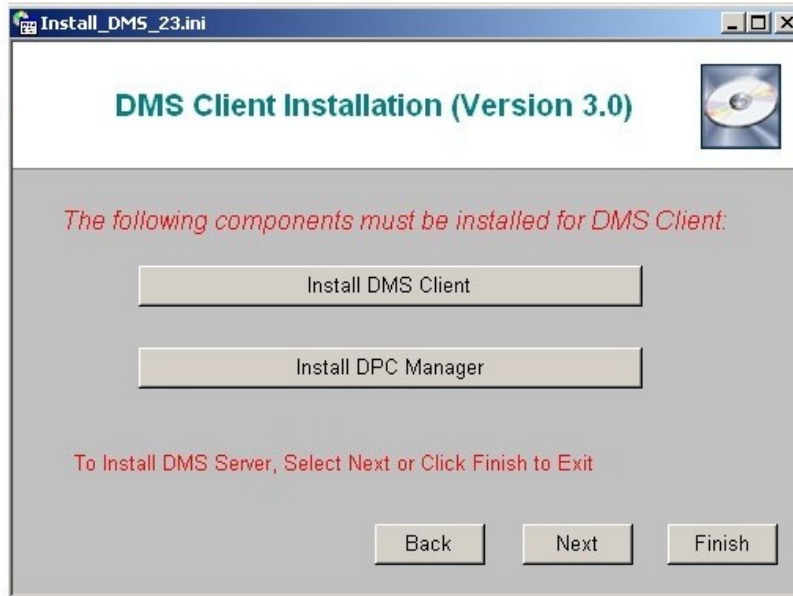 Install_DMS_23.ini
DMS Client Installation (Version 3.0)
The following components must be installed for DMS Client:
Install DMS Client
Install DPC Manager
To Install DMS Server, Select Next or Click Finish to Exit
Back Next Finish